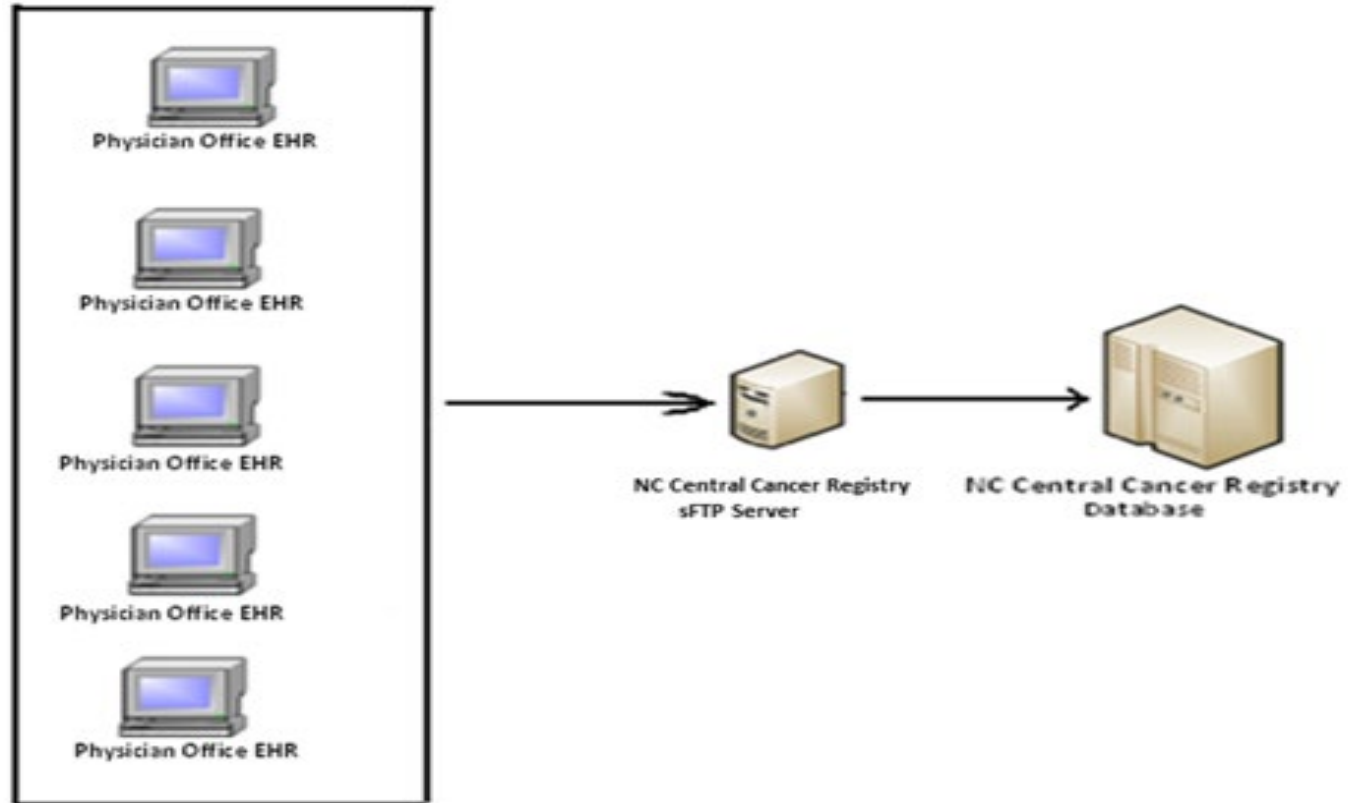 Physician Office EHR
Physician Office EHR
Physician Office EHR
Physician Office EHR
Physician Office EHR
NC Central Cancer Registry
sFTP Server
NC Central Cancer Registry
Database